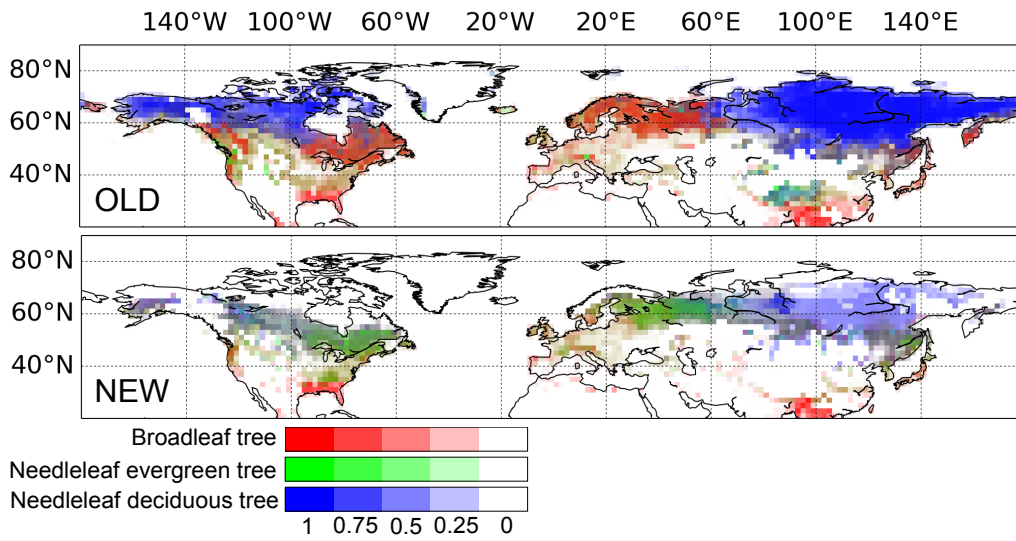 140°W 100°W 60°W 20°W 20°E 60°E 100°E 140°E
80°N
60°N
40°N
OLD
80°N
60°N
40°N
NEW
Broadleaf tree
Needleleaf evergreen tree
Needleleaf deciduous tree
1 0.75 0.5 0.25 0